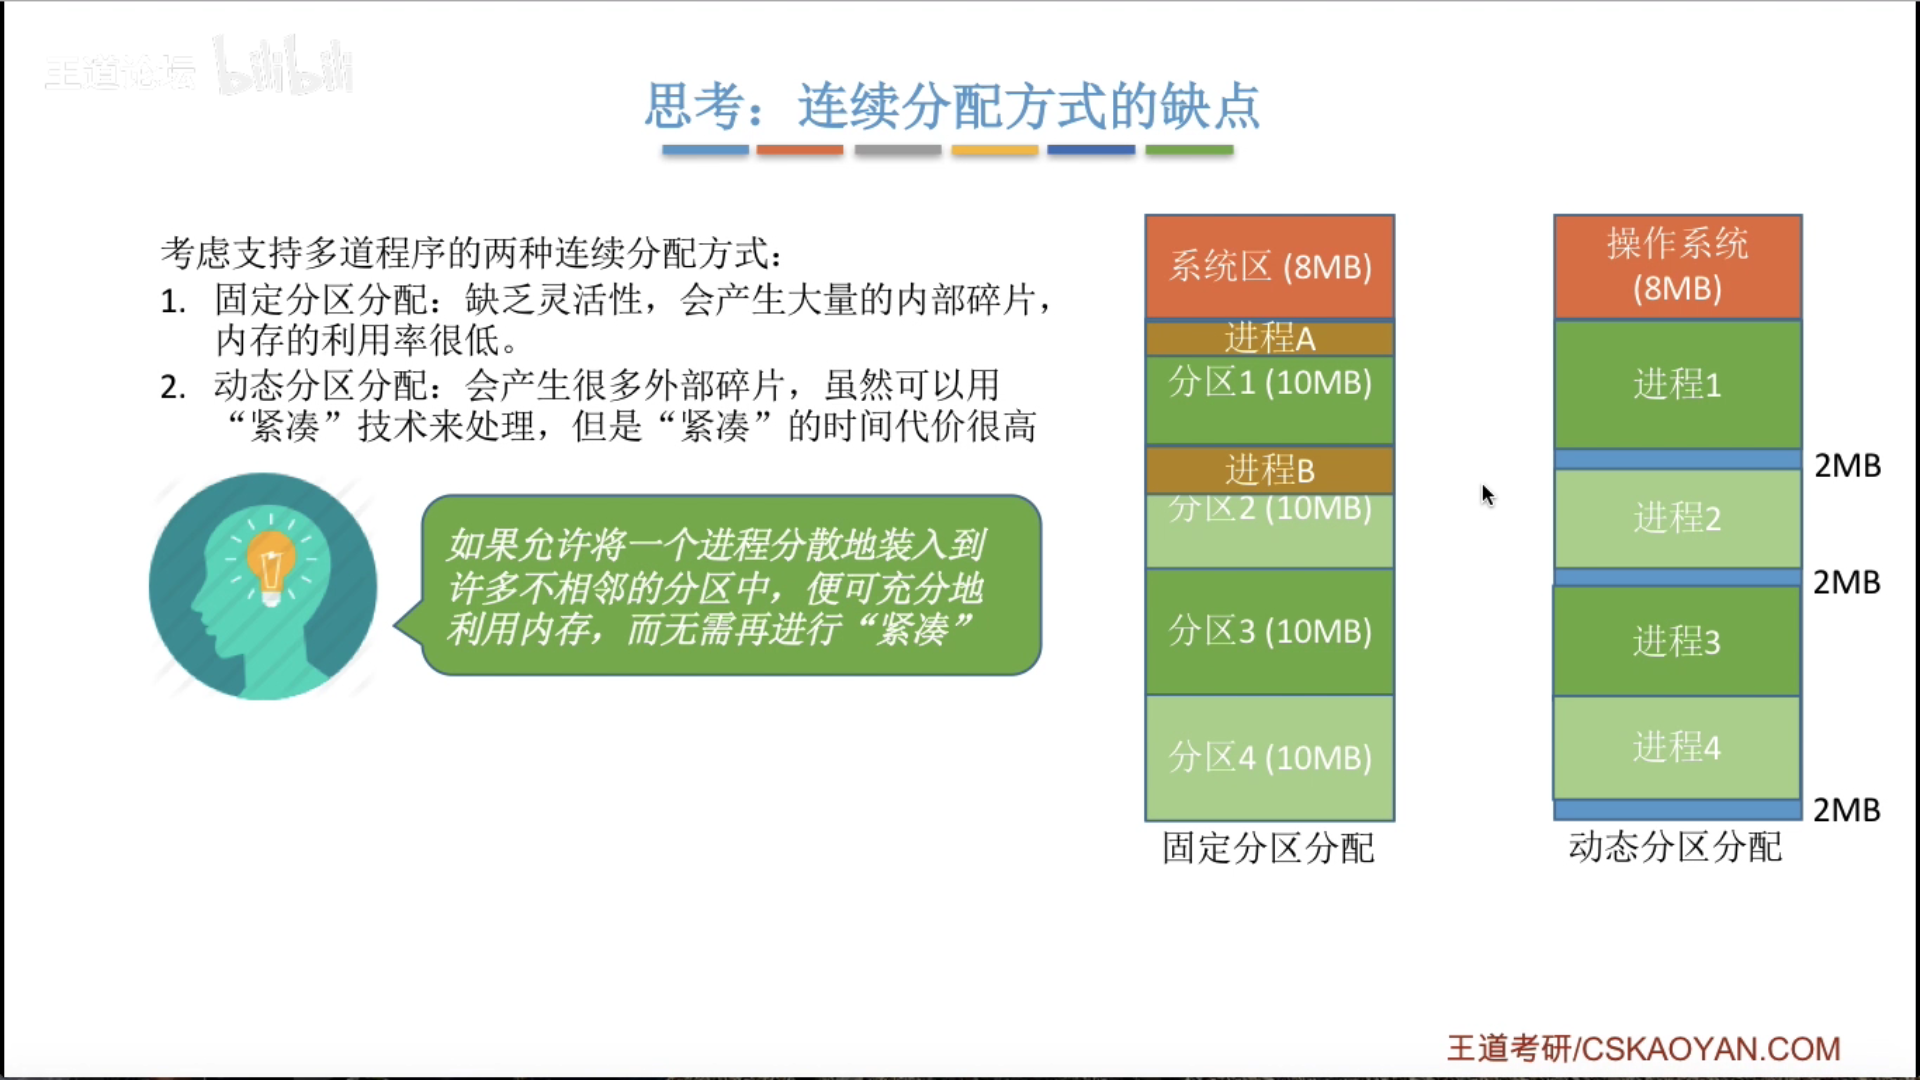 王道论坛 bilibili
思考：连续分配方式的缺点
考虑支持多道程序的两种连续分配方式：
1. 固定分区分配：缺乏灵活性，会产生大量的内部碎片，
内存的利用率很低。
2. 动态分区分配：会产生很多外部碎片，虽然可以用
“紧凑”技术来处理，但是“紧凑”的时间代价很高
如果允许将一个进程分散地装入到
许多不相邻的分区中，便可充分地
利用内存，而无需再进行“紧凑”
系统区 (8MB)
进程A
分区1 (10MB)
进程B
分区2 (10MB)
分区3 (10MB)
分区4 (10MB)
固定分区分配
操作系统
(8MB)
进程1
2MB
进程2
2MB
进程3
进程4
2MB
动态分区分配
王道考研/CSKAOYAN.COM